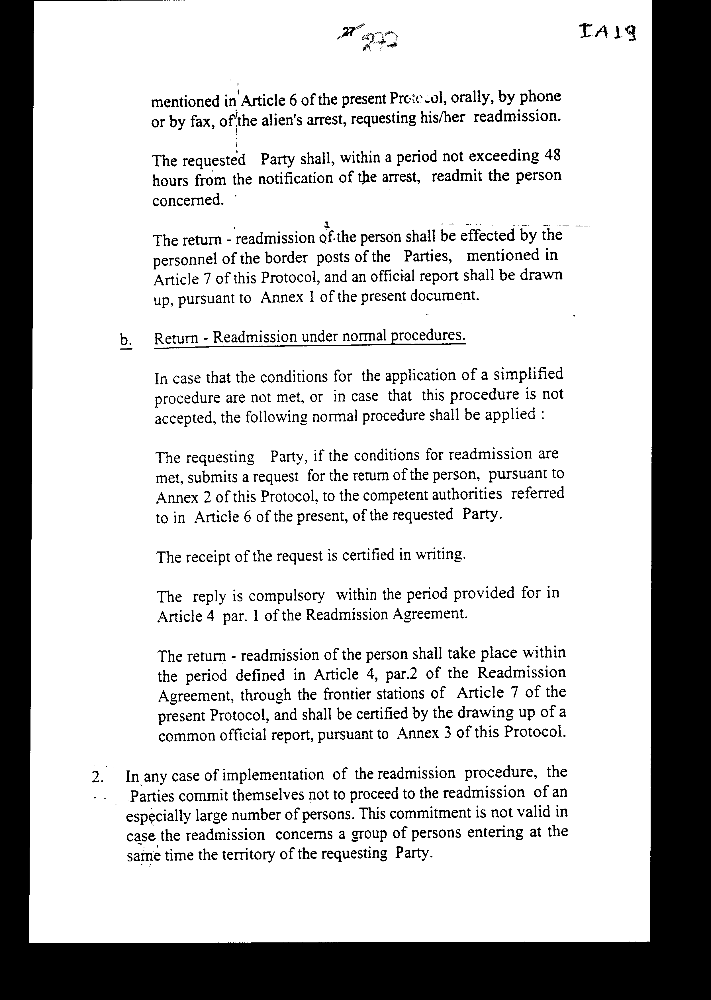 27 277 IA19
mentioned in Article 6 of the present Protocol, orally, by phone
or by fax, of the alien's arrest, requesting his/her readmission.
The requested Party shall, within a period not exceeding 48
hours from the notification of the arrest, readmit the person
concerned.
The return - readmission of the person shall be effected by the
personnel of the border posts of the Parties, mentioned in
Article 7 of this Protocol, and an official report shall be drawn
up, pursuant to Annex 1 of the present document.
b. Return - Readmission under normal procedures.
In case that the conditions for the application of a simplified
procedure are not met, or in case that this procedure is not
accepted, the following normal procedure shall be applied :
The requesting Party, if the conditions for readmission are
met, submits a request for the return of the person, pursuant to
Annex 2 of this Protocol, to the competent authorities referred
to in Article 6 of the present, of the requested Party.
The receipt of the request is certified in writing.
The reply is compulsory within the period provided for in
Article 4 par. 1 of the Readmission Agreement.
The return - readmission of the person shall take place within
the period defined in Article 4, par.2 of the Readmission
Agreement, through the frontier stations of Article 7 of the
present Protocol, and shall be certified by the drawing up of a
common official report, pursuant to Annex 3 of this Protocol.
2. In any case of implementation of the readmission procedure, the
Parties commit themselves not to proceed to the readmission of an
especially large number of persons. This commitment is not valid in
case the readmission concerns a group of persons entering at the
same time the territory of the requesting Party.